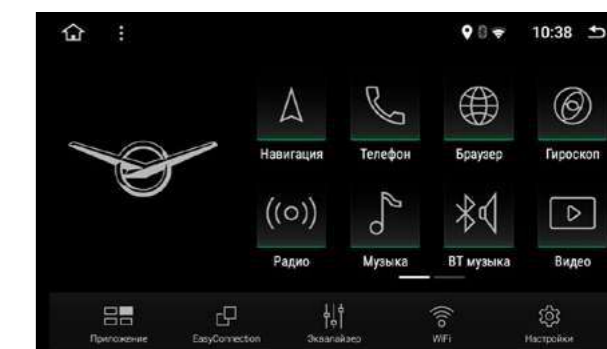 10:38
Навигация Телефон Браузер Гироскоп
Радио Музыка BT музыка Видео
Приложение EasyConnection Эквалайзер WiFi Настройки